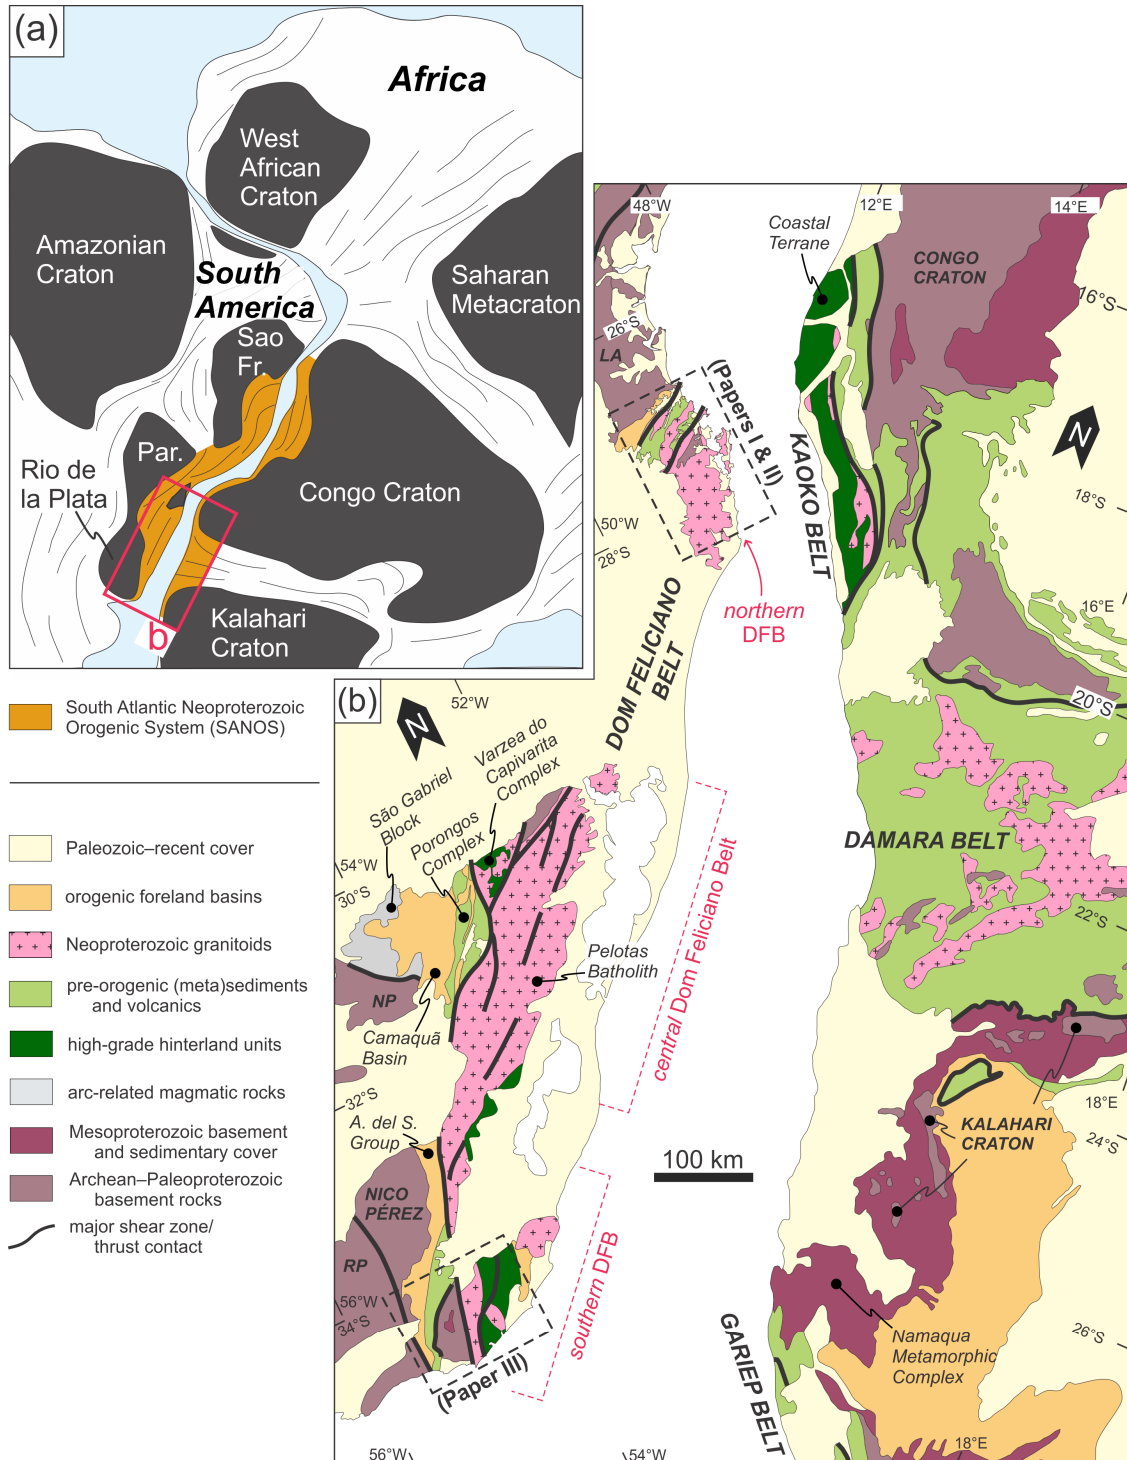 (a)
Africa
West
African
Craton
Amazonian
Craton
South
America
Saharan
Metacraton
Sao
Fr.
Par.
Rio de
la Plata
Congo Craton
Kalahari
Craton
b
South Atlantic Neoproterozoic
Orogenic System (SANOS)
Paleozoic–recent cover
orogenic foreland basins
Neoproterozoic granitoids
pre-orogenic (meta)sediments
and volcanics
high-grade hinterland units
arc-related magmatic rocks
Mesoproterozoic basement
and sedimentary cover
Archean–Paleoproterozoic
basement rocks
major shear zone/
thrust contact
(b)
N
48°W
12°E
14°E
Coastal
Terrane
CONGO
CRATON
16°S
26°S
LA
(Papers I & II)
KAOKO BELT
N
18°S
50°W
28°S
16°E
northern
DFB
DOM FELICIANO
BELT
20°S
52°W
Varzea do
Capivarita
Complex
São Gabriel
Block
Porongos
Complex
DAMARA BELT
54°W
30°S
22°S
central Dom Feliciano Belt
Pelotas
Batholith
NP
Camaquã
Basin
32°S
A. del S.
Group
18°E
24°S
KALAHARI
CRATON
100 km
NICO
PÉREZ
RP
56°W
34°S
southern DFB
(Paper III)
GARIEP BELT
Namaqua
Metamorphic
Complex
26°S
56°W
54°W
18°E